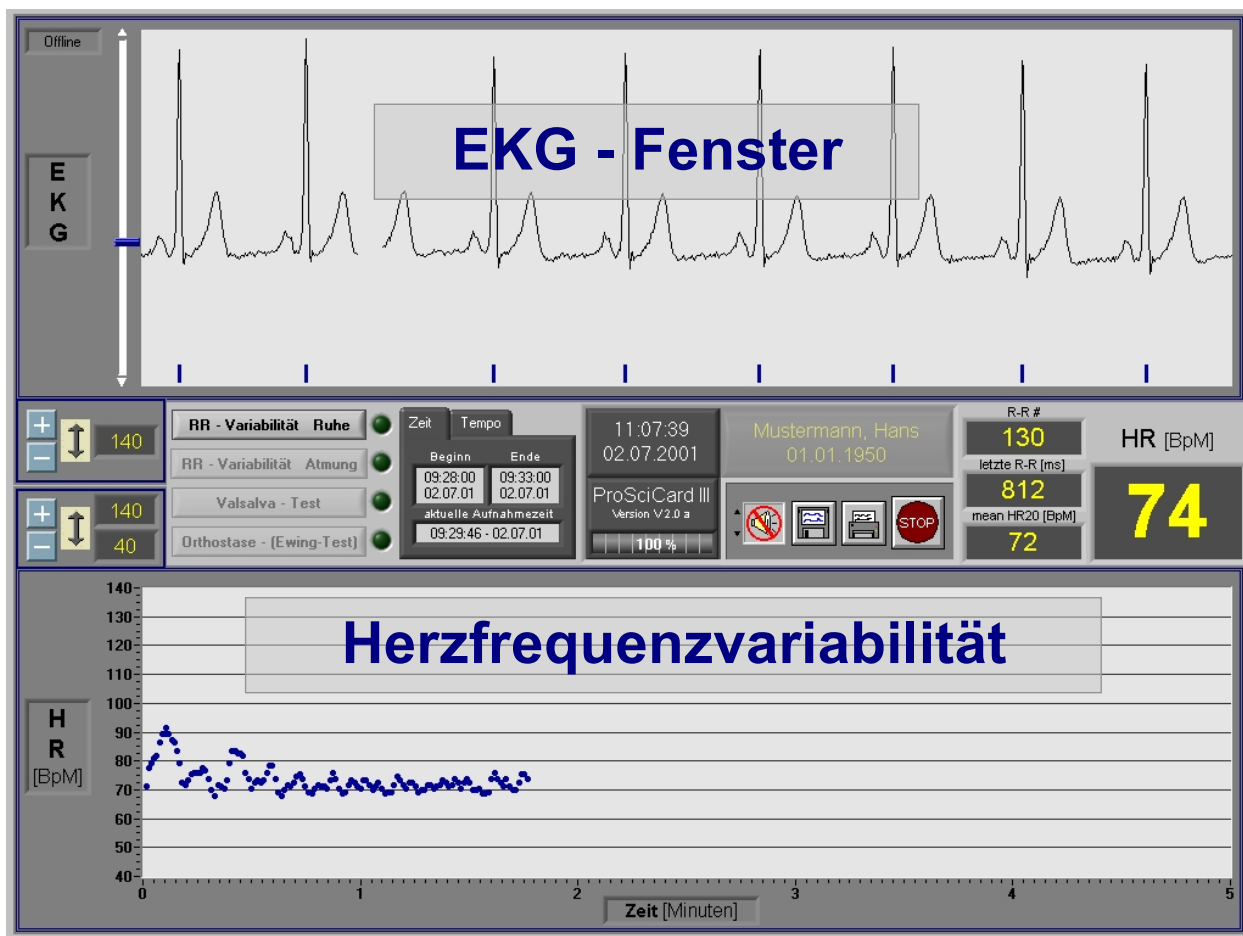 Offline
E
K
G
EKG - Fenster
140
RR - Variabilität Ruhe
RR - Variabilität Atmung
Valsalva - Test
Orthostase - (Ewing-Test)
140
40
Zeit Tempo
Beginn Ende
09:28:00 09:33:00
02.07.01 02.07.01
aktuelle Aufnahmezeit
09:29:46 - 02.07.01
11:07:39
02.07.2001
ProSciCard III
Version V 2.0 a
100 %
Mustermann, Hans
01.01.1950
STOP
R-R #
130
letzte R-R [ms]
812
mean HR20 [BpM]
72
HR [BpM]
74
Herzfrequenzvariabilität
H
R
[BpM]
140
130
120
110
100
90
80
70
60
50
40
0 1 2 3 4 5
Zeit [Minuten]